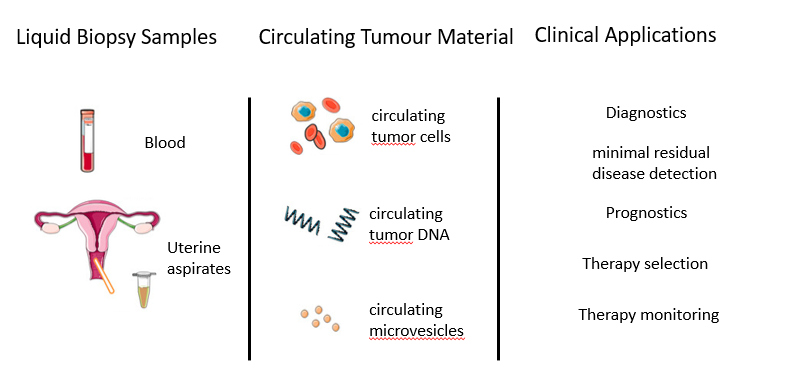 Liquid Biopsy Samples
Circulating Tumour Material
Clinical Applications
Blood
Uterine
aspirates
circulating
tumor cells
circulating
tumor DNA
circulating
microvesicles
Diagnostics
minimal residual
disease detection
Prognostics
Therapy selection
Therapy monitoring